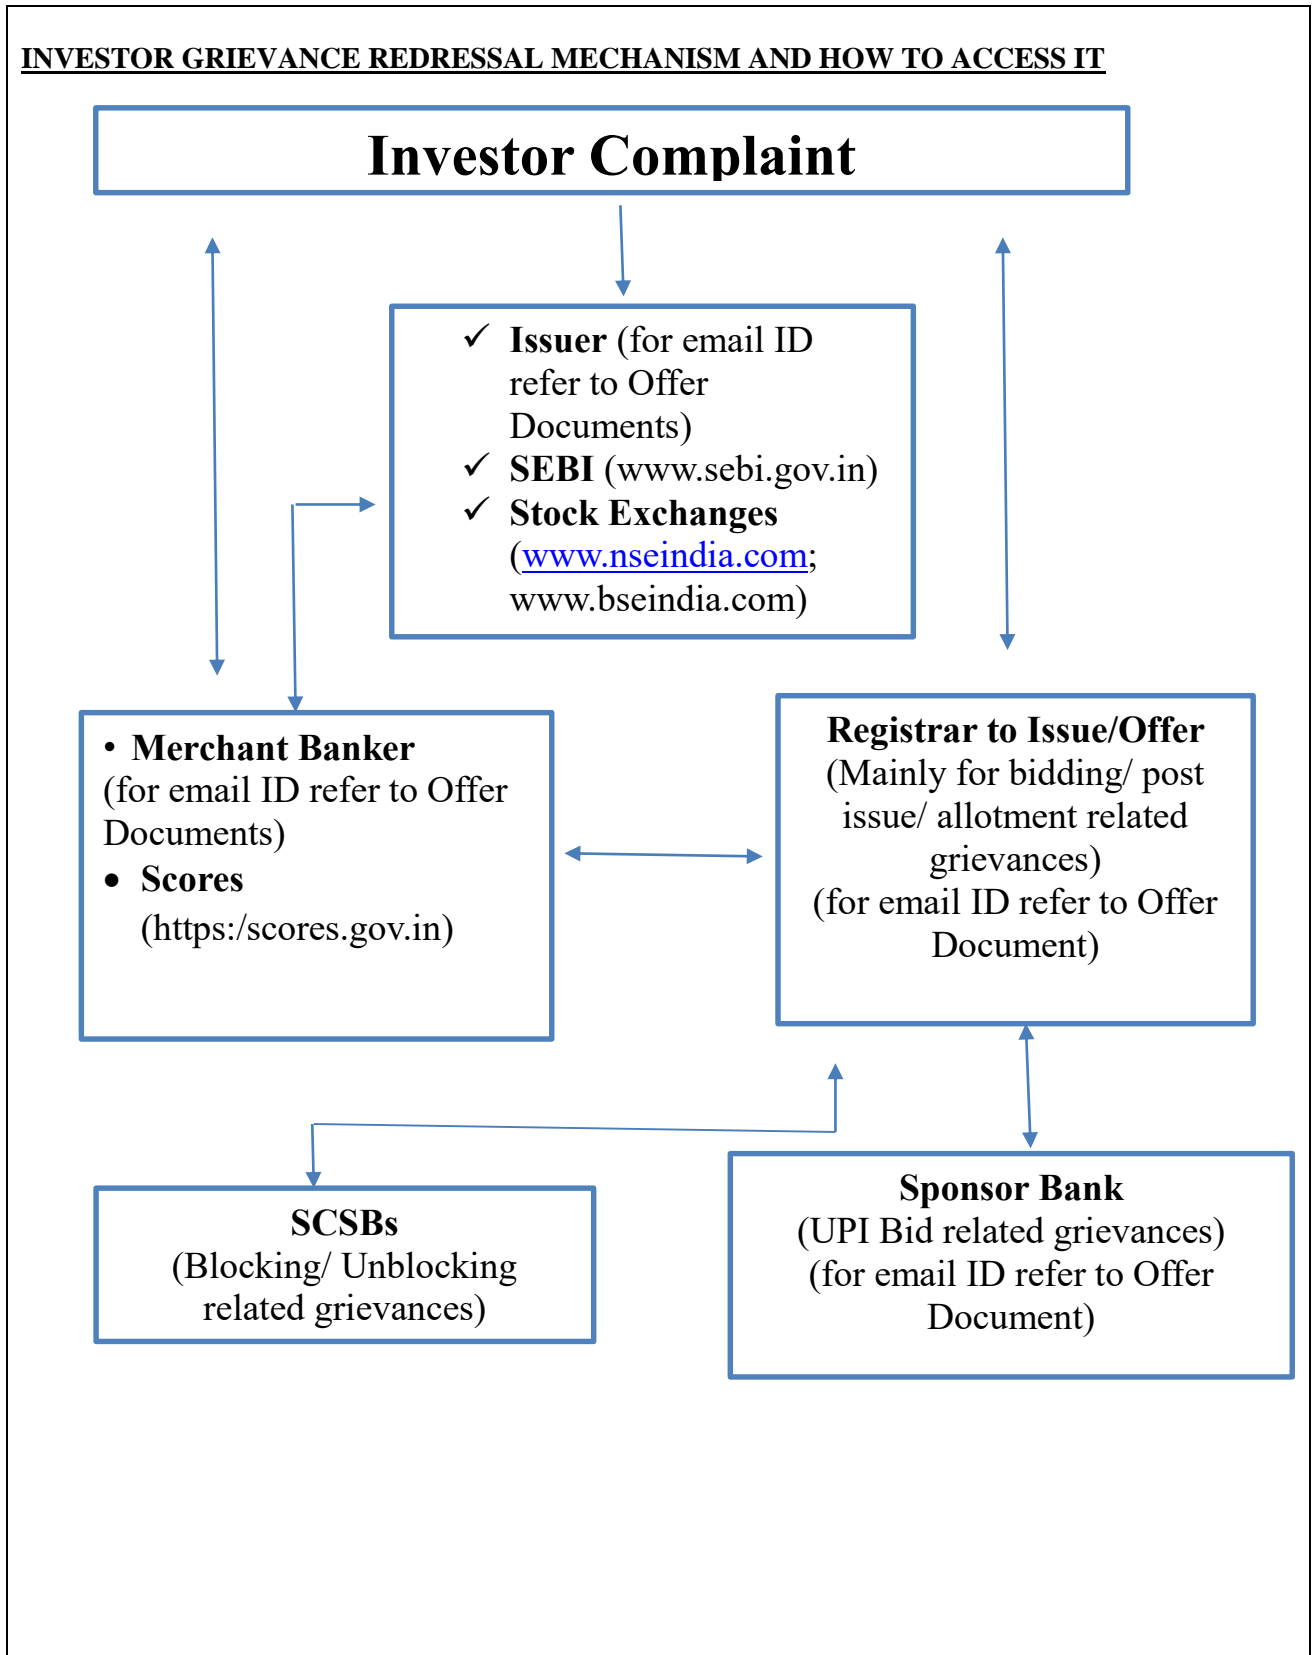 INVESTOR GRIEVANCE REDRESSAL MECHANISM AND HOW TO ACCESS IT
Investor Complaint
✓ Issuer (for email ID
refer to Offer
Documents)
✓ SEBI (www.sebi.gov.in)
✓ Stock Exchanges
(www.nseindia.com;
www.bseindia.com)
• Merchant Banker
(for email ID refer to Offer
Documents)
• Scores
(https:/scores.gov.in)
Registrar to Issue/Offer
(Mainly for bidding/ post
issue/ allotment related
grievances)
(for email ID refer to Offer
Document)
SCSBs
(Blocking/ Unblocking
related grievances)
Sponsor Bank
(UPI Bid related grievances)
(for email ID refer to Offer
Document)